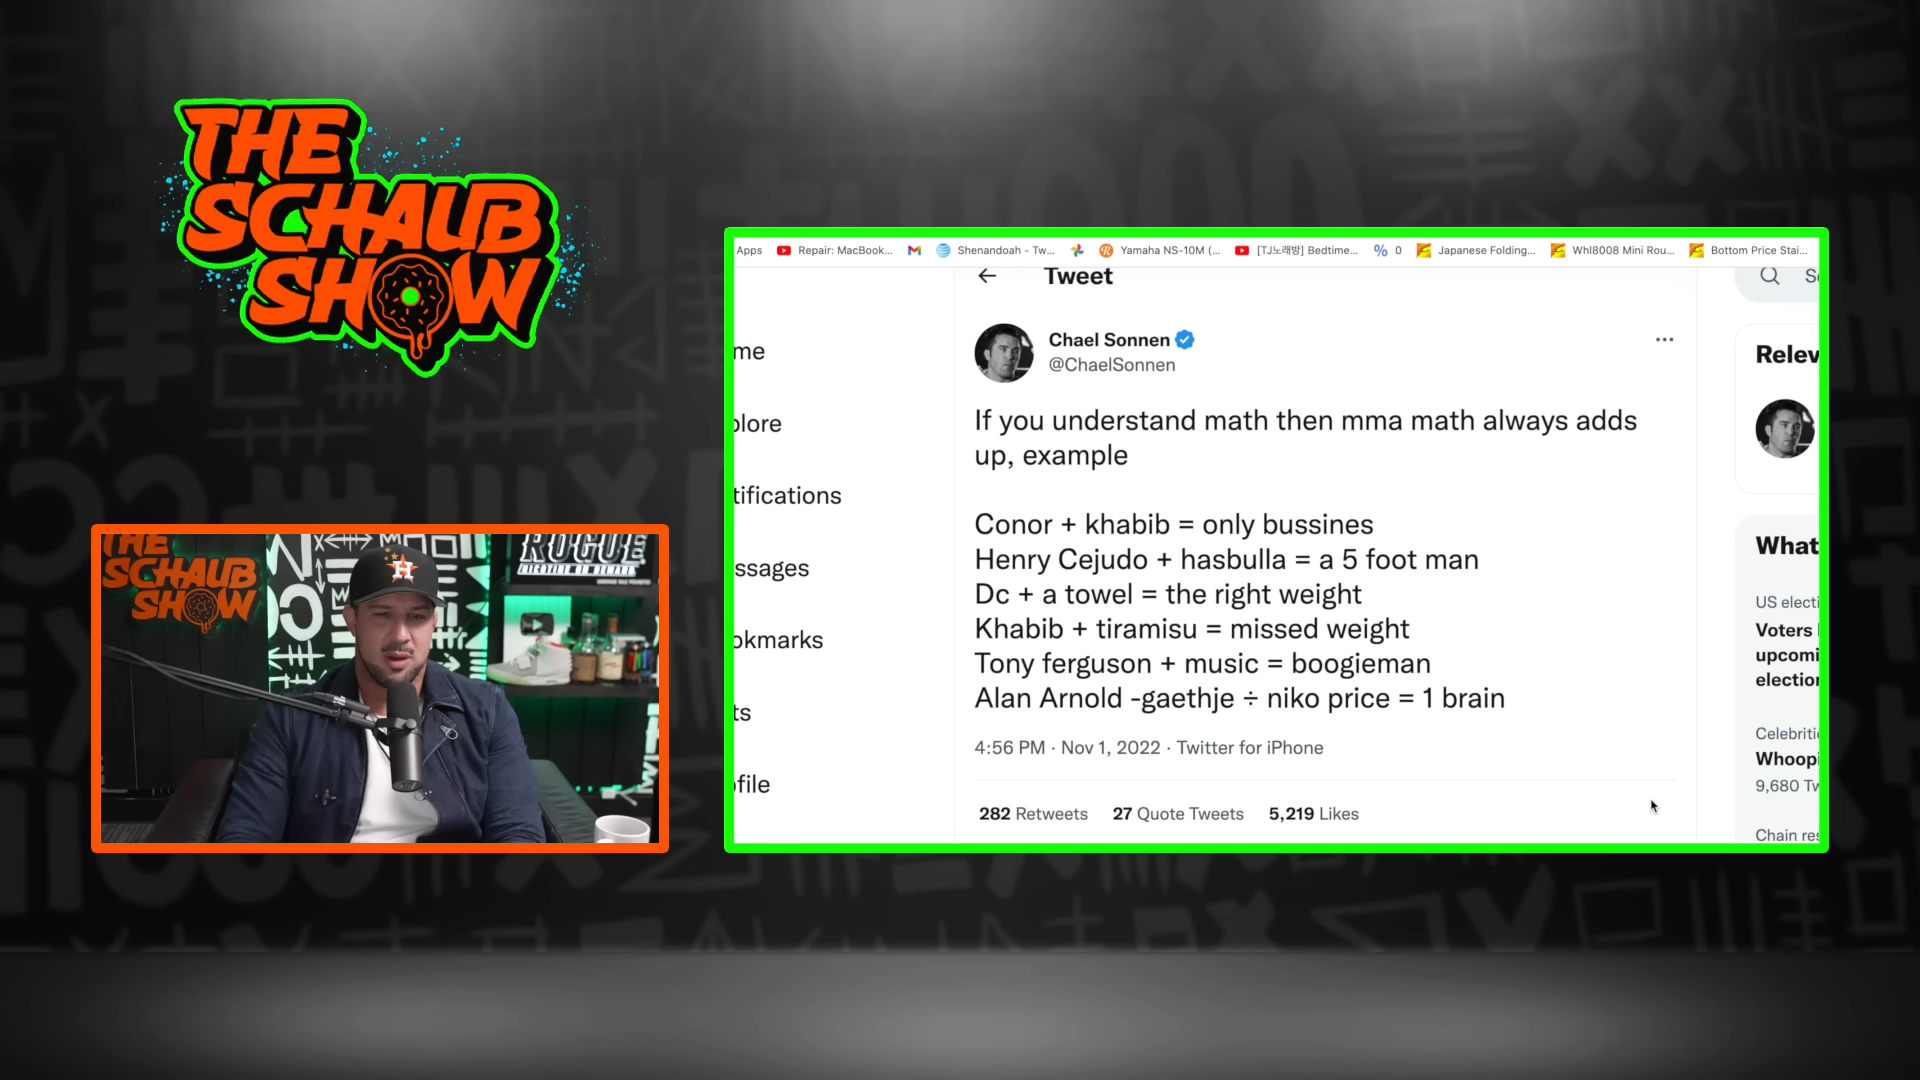 THE
SCHAUB
SHOW
THE
SCHAUB
SHOW
ROGUE
Apps
Repair: MacBook...
Shenandoah - Tw...
Yamaha NS-10M (...
[TJ노래방] Bedtime...
0
Japanese Folding...
Whl8008 Mini Rou...
Bottom Price Stai...
Tweet
me
plore
tifications
ssages
okmarks
ts
ofile
Chael Sonnen
@ChaelSonnen
If you understand math then mma math always adds
up, example
Conor + khabib = only bussines
Henry Cejudo + hasbulla = a 5 foot man
Dc + a towel = the right weight
Khabib + tiramisu = missed weight
Tony ferguson + music = boogieman
Alan Arnold -gaethje ÷ niko price = 1 brain
4:56 PM · Nov 1, 2022 · Twitter for iPhone
282 Retweets 27 Quote Tweets 5,219 Likes
Relev
What
US electi
Voters
upcomi
election
Celebriti
Whoopi
9,680 Tw
Chain res